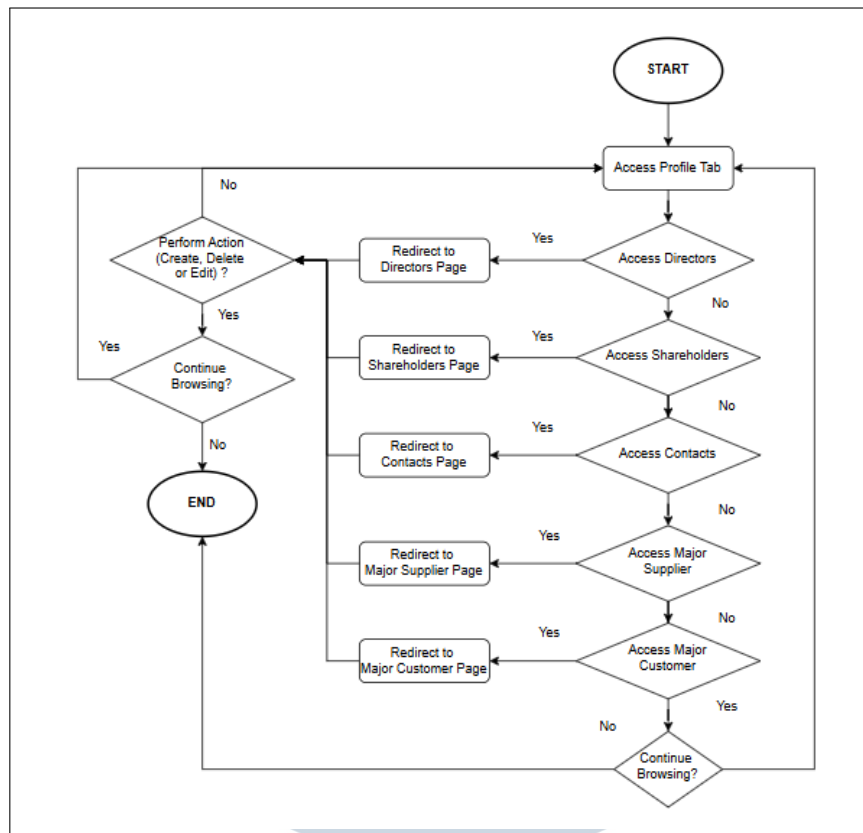 START
Access Profile Tab
No
Perform Action
(Create, Delete
or Edit) ?
Redirect to
Directors Page
Yes
Access Directors
Yes
No
Yes
Continue
Browsing?
Redirect to
Shareholders Page
Yes
Access Shareholders
No
No
Redirect to
Contacts Page
Yes
Access Contacts
END
No
Redirect to
Major Supplier Page
Yes
Access Major
Supplier
No
Redirect to
Major Customer Page
Yes
Access Major
Customer
Yes
No
Continue
Browsing?